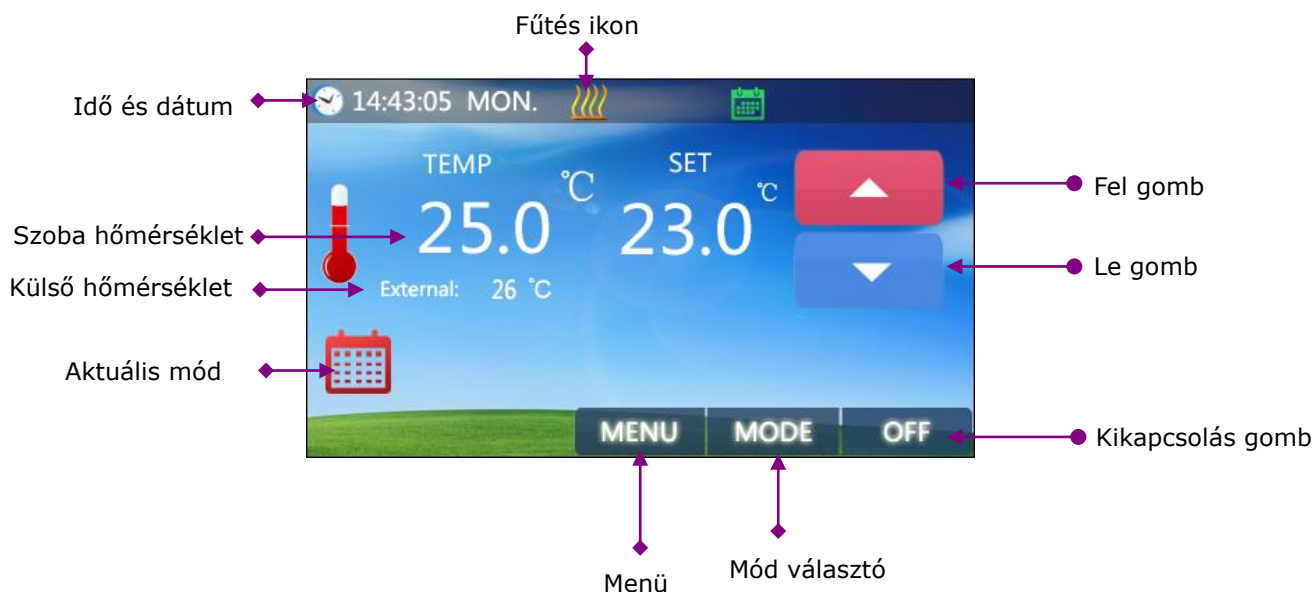 Fűtés ikon
Idő és dátum
14:43:05 MON.
TEMP
SET
Fel gomb
Szoba hőmérséklet
25.0 °C
23.0 °C
Le gomb
Külső hőmérséklet
External: 26 °C
Aktuális mód
MENU
MODE
OFF
Kikapcsolás gomb
Mód választó
Menü